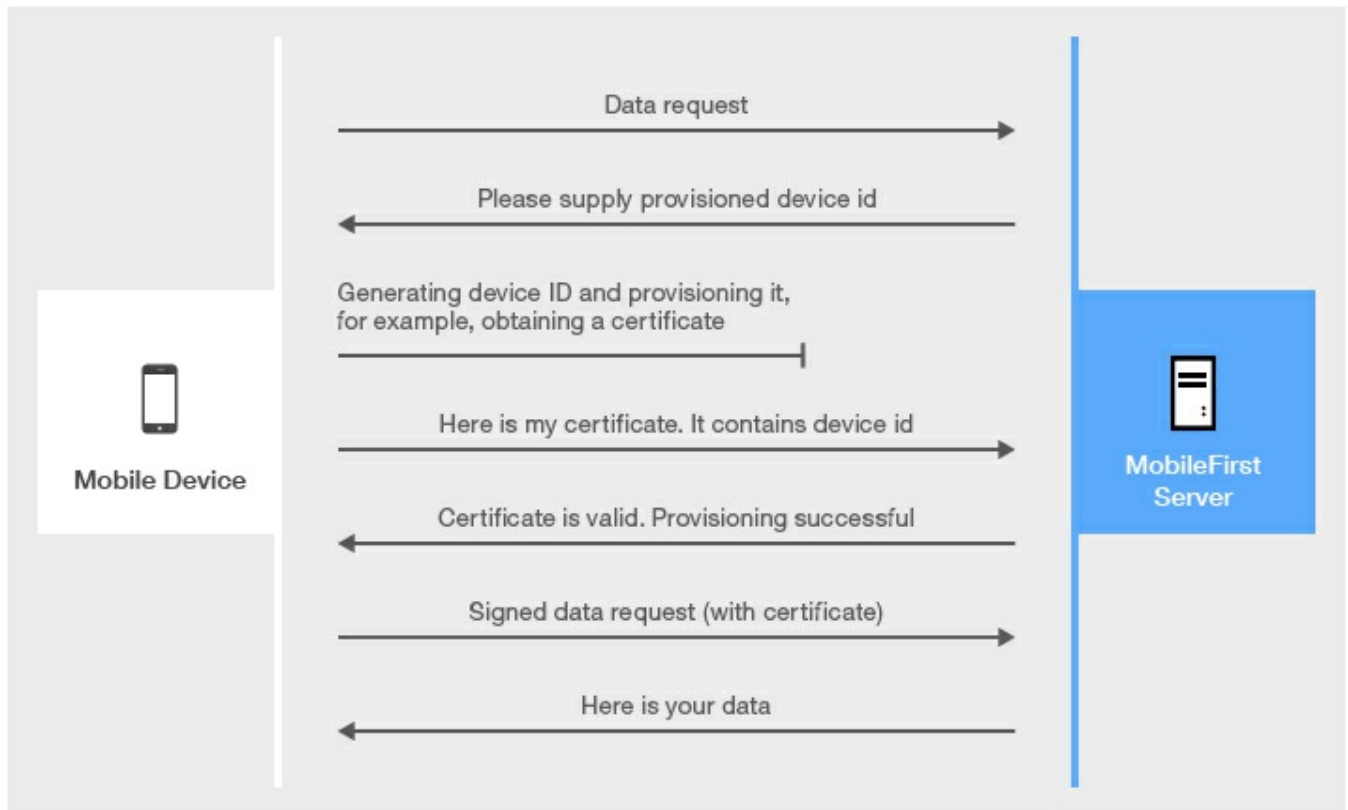 Data request
Please supply provisioned device id
Generating device ID and provisioning it,
for example, obtaining a certificate
Here is my certificate. It contains device id
Mobile Device
MobileFirst
Server
Certificate is valid. Provisioning successful
Signed data request (with certificate)
Here is your data